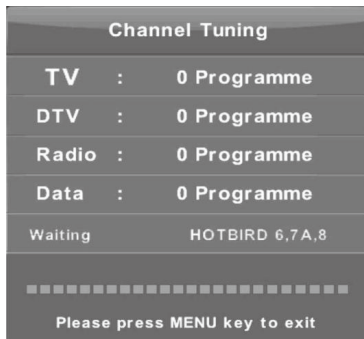 Channel Tuning
TV : 0 Programme
DTV : 0 Programme
Radio : 0 Programme
Data : 0 Programme
Waiting HOTBIRD 6,7A,8
Please press MENU key to exit